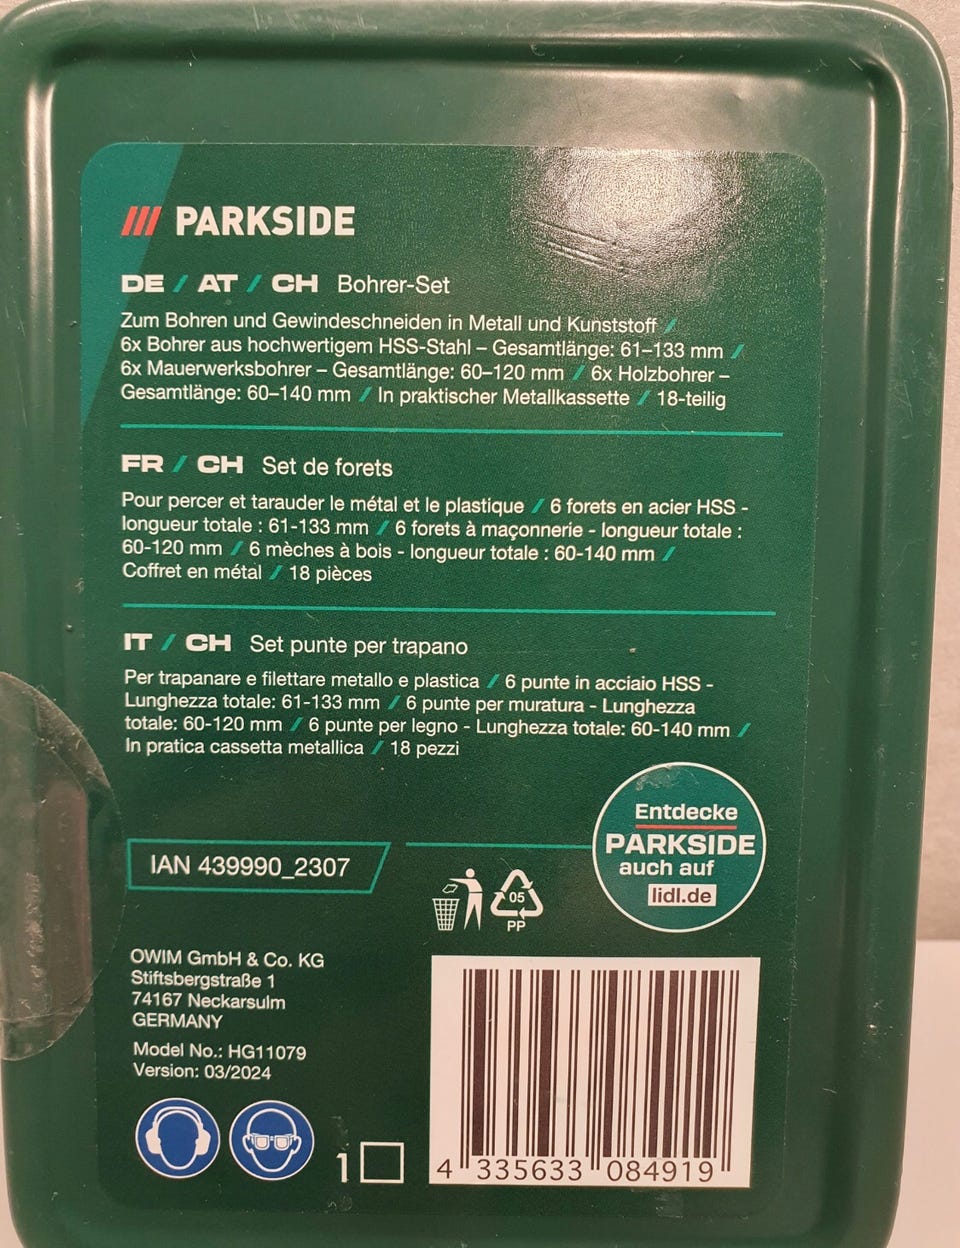 PARKSIDE
DE / AT / CH Bohrer-Set
Zum Bohren und Gewindeschneiden in Metall und Kunststoff /
6x Bohrer aus hochwertigem HSS-Stahl – Gesamtlänge: 61–133 mm /
6x Mauerwerksbohrer – Gesamtlänge: 60–120 mm / 6x Holzbohrer –
Gesamtlänge: 60–140 mm / In praktischer Metallkassette / 18-teilig
FR / CH Set de forets
Pour percer et tarauder le métal et le plastique / 6 forets en acier HSS -
longueur totale : 61-133 mm / 6 forets à maçonnerie - longueur totale :
60-120 mm / 6 mèches à bois - longueur totale : 60-140 mm /
Coffret en métal / 18 pièces
IT / CH Set punte per trapano
Per trapanare e filettare metallo e plastica / 6 punte in acciaio HSS -
Lunghezza totale: 61-133 mm / 6 punte per muratura - Lunghezza
totale: 60-120 mm / 6 punte per legno - Lunghezza totale: 60-140 mm /
In pratica cassetta metallica / 18 pezzi
Entdecke
PARKSIDE
auch auf
lidl.de
IAN 439990_2307
05
PP
OWIM GmbH & Co. KG
Stiftsbergstraße 1
74167 Neckarsulm
GERMANY
Model No.: HG11079
Version: 03/2024
1
4 335633 084919